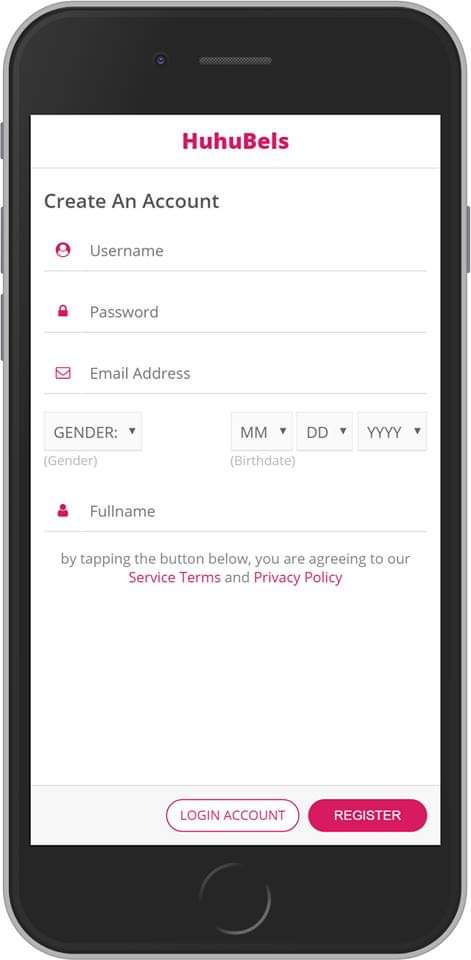 HuhuBels
Create An Account
Username
Password
Email Address
GENDER: MM DD YYYY
(Gender) (Birthdate)
Fullname
by tapping the button below, you are agreeing to our
Service Terms and Privacy Policy
LOGIN ACCOUNT REGISTER